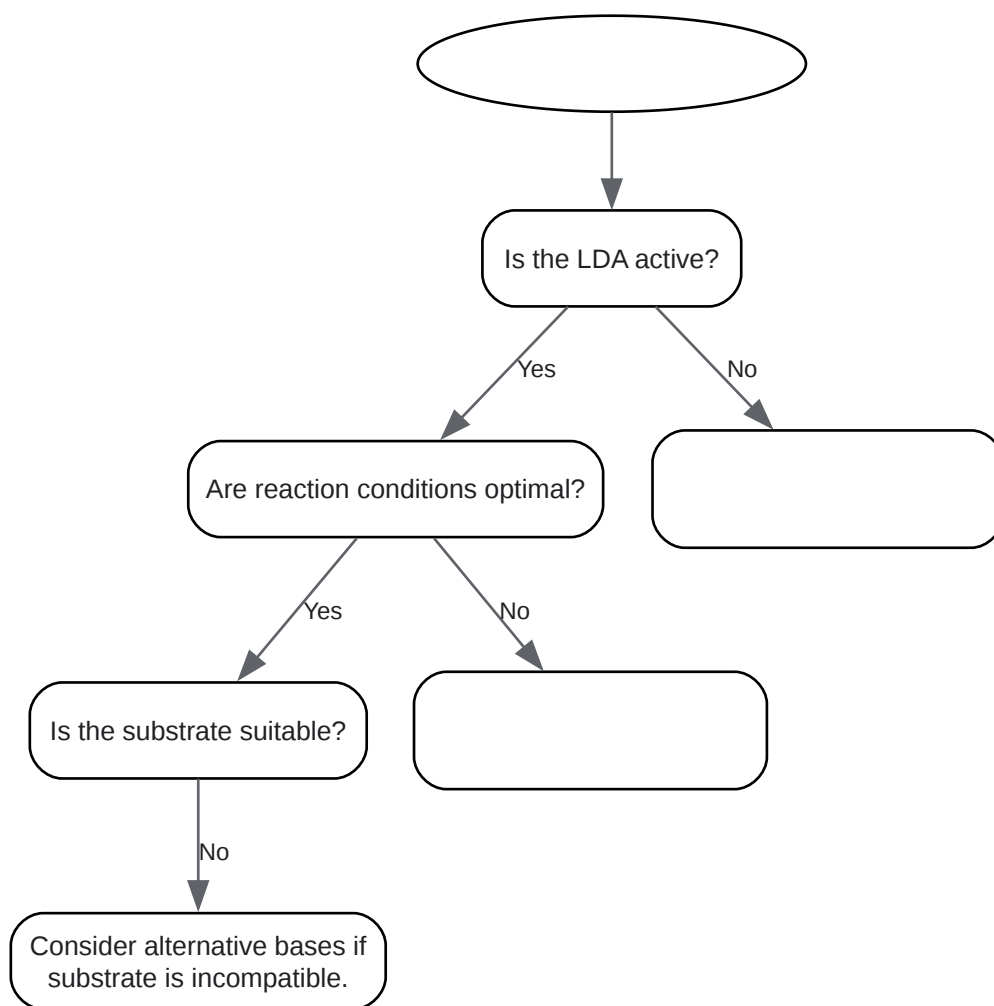 Is the LDA active?
Yes
No
Are reaction conditions optimal?
Yes
No
Is the substrate suitable?
No
Consider alternative bases if
substrate is incompatible.